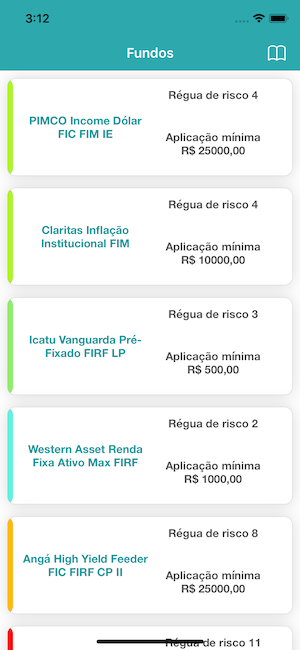 3:12
Fundos
Régua de risco 4
PIMCO Income Dólar
FIC FIM IE
Aplicação mínima
R$ 25000,00
Régua de risco 4
Claritas Inflação
Institucional FIM
Aplicação mínima
R$ 10000,00
Régua de risco 3
Icatu Vanguarda Pré-
Fixado FIRF LP
Aplicação mínima
R$ 500,00
Régua de risco 2
Western Asset Renda
Fixa Ativo Max FIRF
Aplicação mínima
R$ 1000,00
Régua de risco 8
Angá High Yield Feeder
FIC FIRF CP II
Aplicação mínima
R$ 25000,00
Régua de risco 11